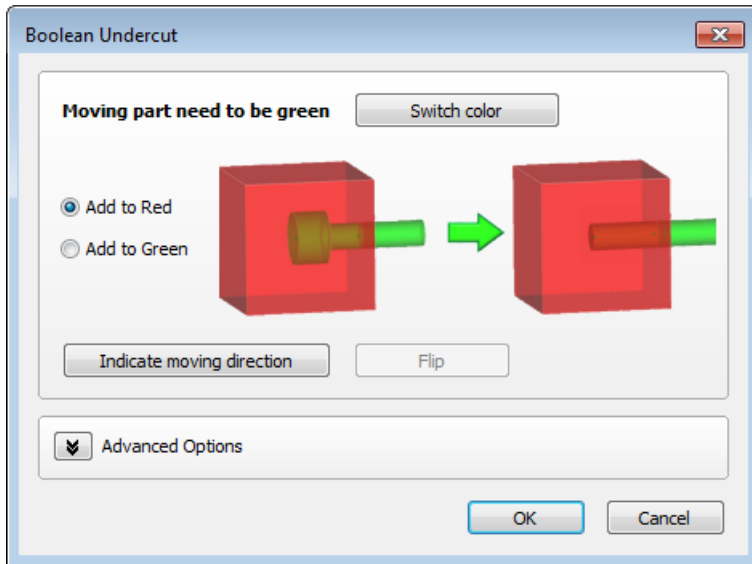 Boolean Undercut
Moving part need to be green
Switch color
Add to Red
Add to Green
Indicate moving direction
Flip
Advanced Options
OK
Cancel